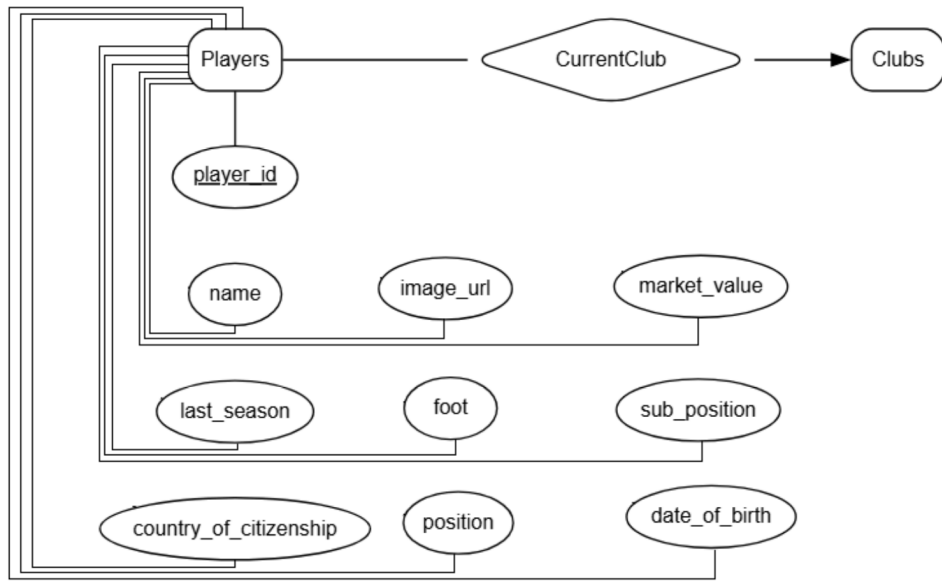 Players
CurrentClub
Clubs
player_id
name
image_url
market_value
last_season
foot
sub_position
country_of_citizenship
position
date_of_birth